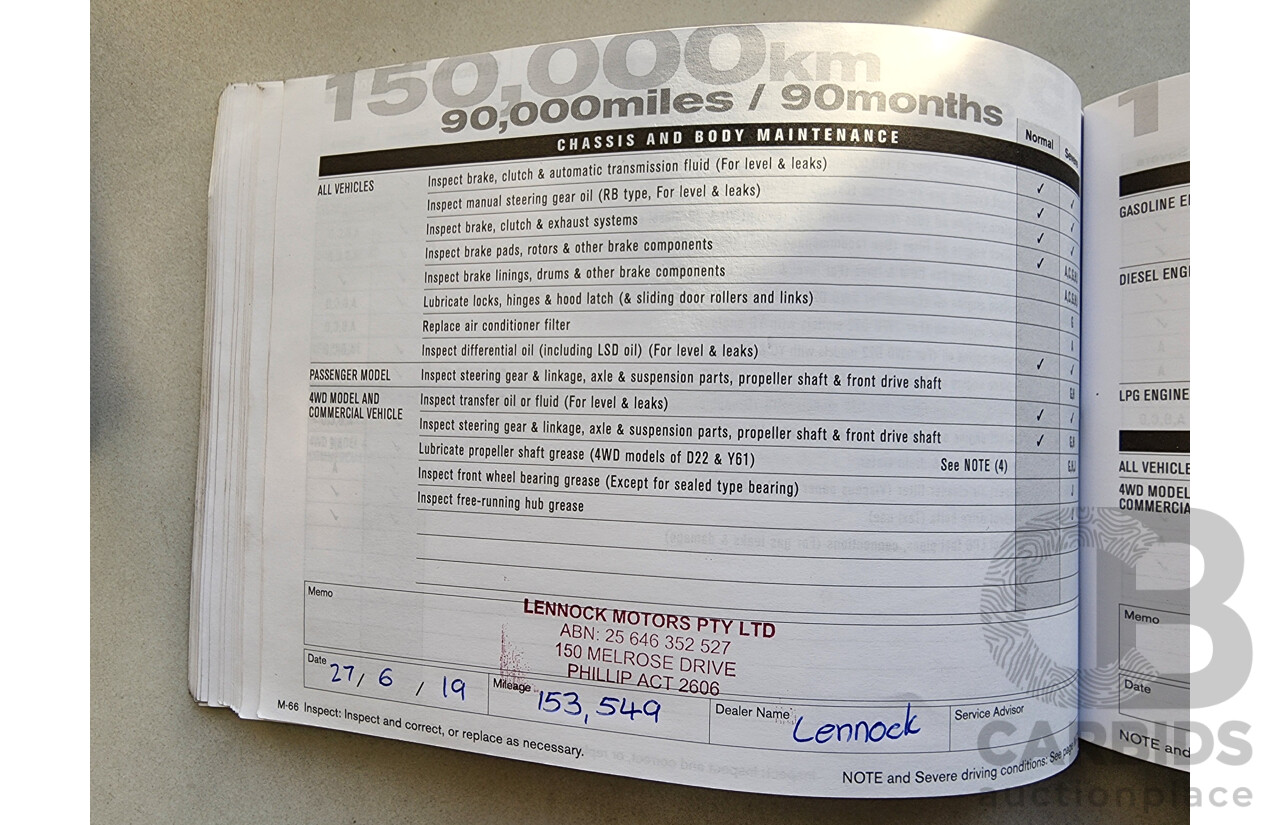 150,000km
90,000miles / 90months
CHASSIS AND BODY MAINTENANCE
Normal
ALL VEHICLES
Inspect brake, clutch & automatic transmission fluid (For level & leaks)
Inspect manual steering gear oil (RB type, For level & leaks) ✓ ✓
Inspect brake, clutch & exhaust systems ✓ ✓
Inspect brake pads, rotors & other brake components ✓ ✓
Inspect brake linings, drums & other brake components ✓
Lubricate locks, hinges & hood latch (& sliding door rollers and links)
Replace air conditioner filter
Inspect differential oil (including LSD oil) (For level & leaks)
PASSENGER MODEL Inspect steering gear & linkage, axle & suspension parts, propeller shaft & front drive shaft ✓ ✓
4WD MODEL AND
COMMERCIAL VEHICLE
Inspect transfer oil or fluid (For level & leaks)
Inspect steering gear & linkage, axle & suspension parts, propeller shaft & front drive shaft ✓ ✓
Lubricate propeller shaft grease (4WD models of D22 & Y61) See NOTE (4) ✓
Inspect front wheel bearing grease (Except for sealed type bearing)
Inspect free-running hub grease
Memo
LENNOCK MOTORS PTY LTD
ABN: 25 646 352 527
150 MELROSE DRIVE
PHILLIP ACT 2606
Date 27/6/19 Mileage 153,549 Dealer Name Lennock Service Advisor
M-66 Inspect: Inspect and correct, or replace as necessary.
NOTE and Severe driving conditions: See
1
GASOLINE
DIESEL
LPG ENGINE
ALL VEHICLE
4WD MODEL
Memo
Date
NOTE and
CB
CARBIDS
auctionplace